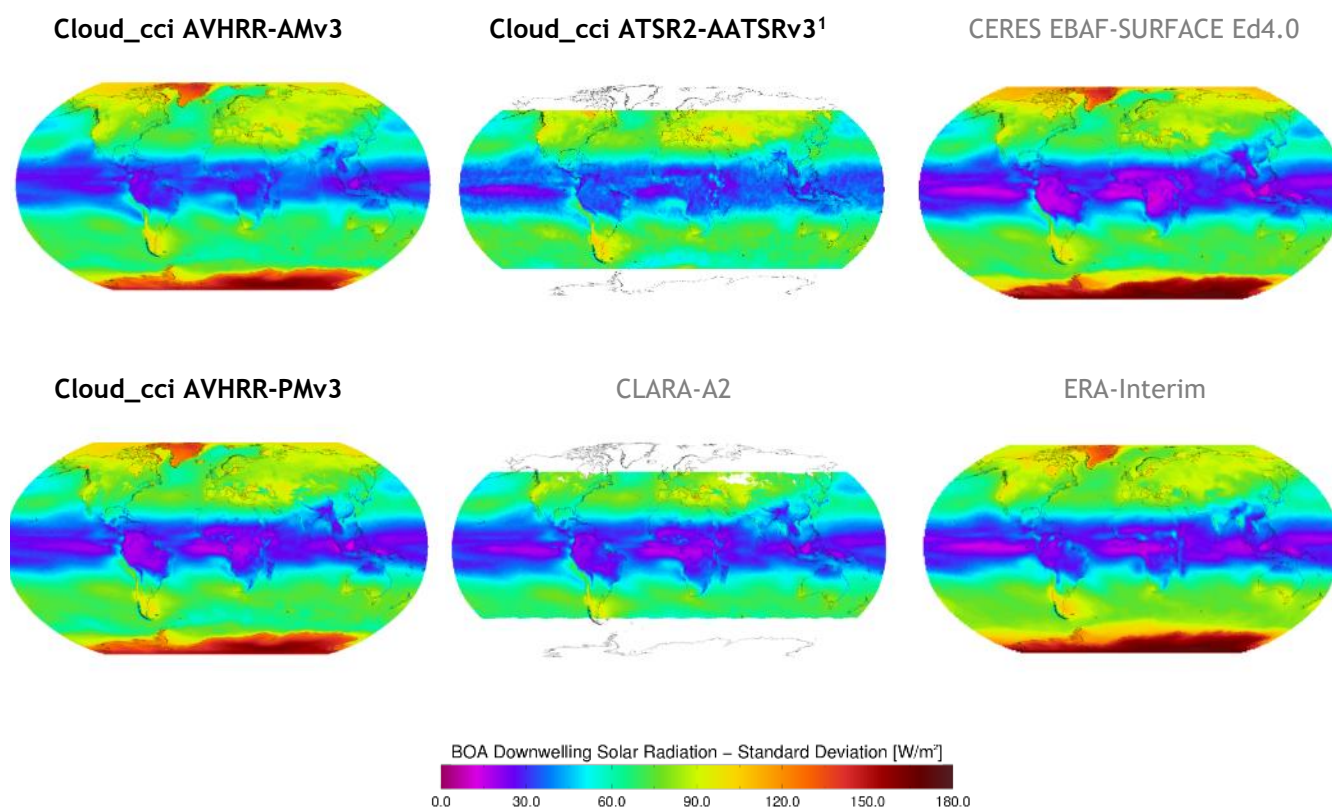 Cloud_cci AVHRR-AMv3
Cloud_cci ATSR2-AATSRv3¹
CERES EBAF-SURFACE Ed4.0
Cloud_cci AVHRR-PMv3
CLARA-A2
ERA-Interim
BOA Downwelling Solar Radiation – Standard Deviation [W/m²]
0.0 30.0 60.0 90.0 120.0 150.0 180.0